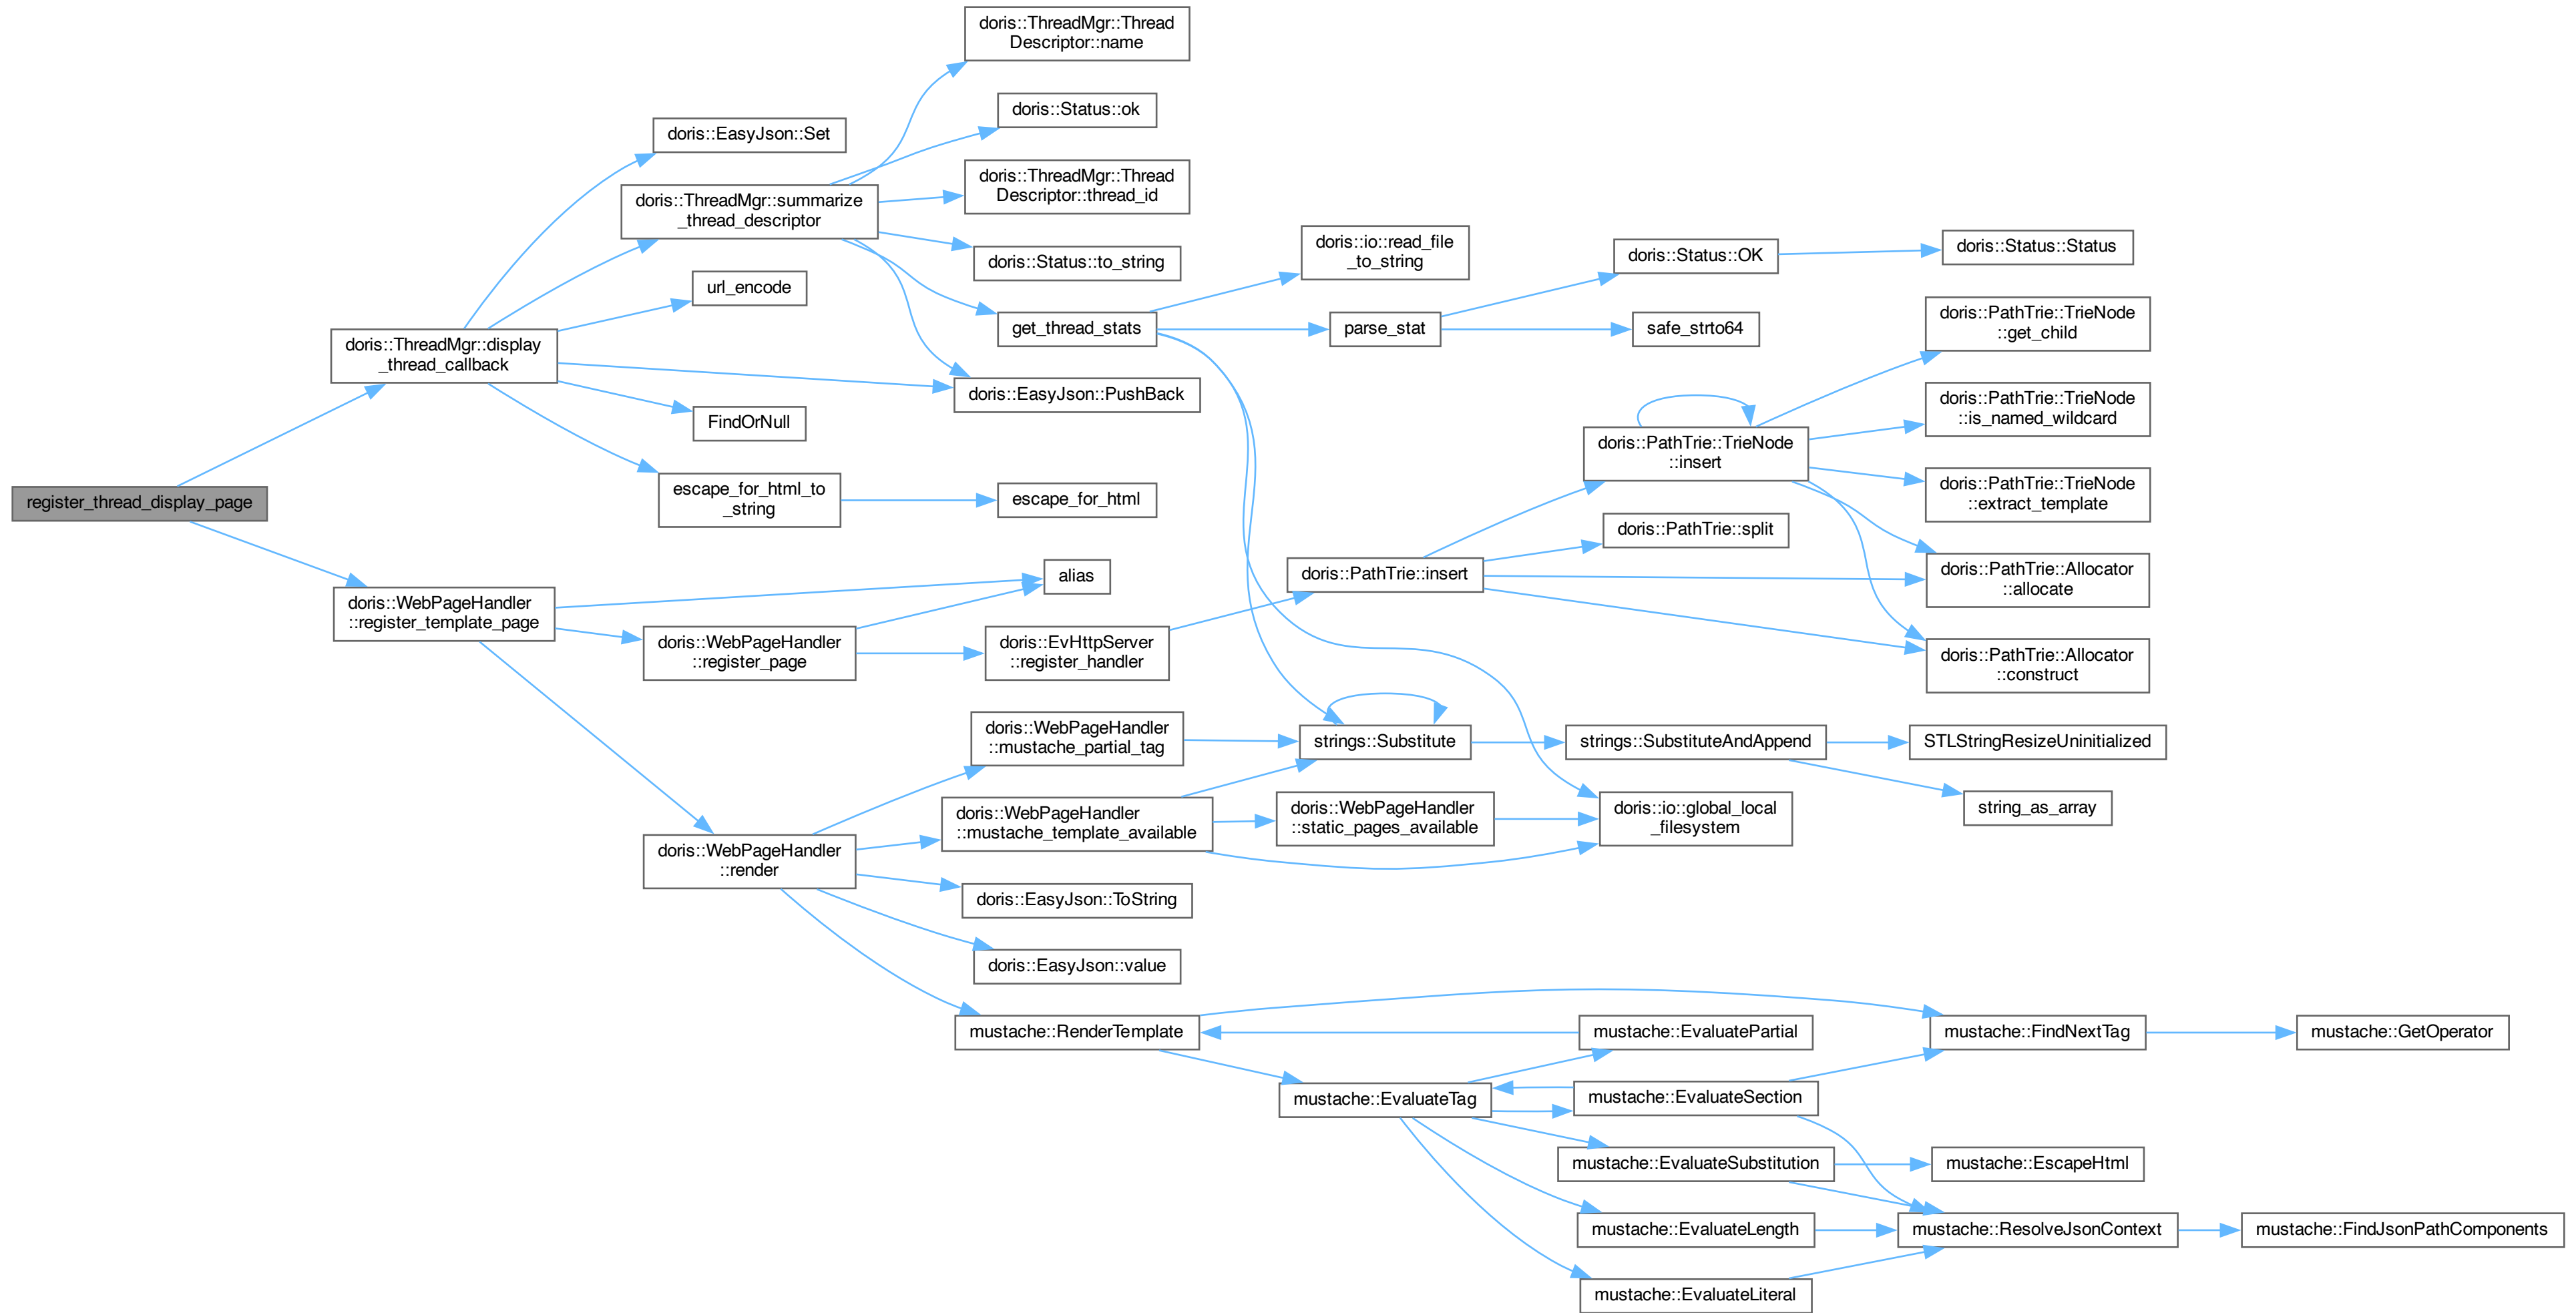 register_thread_display_page
doris::ThreadMgr::display
_thread_callback
doris::WebPageHandler
::register_template_page
doris::EasyJson::Set
doris::ThreadMgr::summarize
_thread_descriptor
url_encode
FindOrNull
escape_for_html_to
_string
doris::WebPageHandler
::register_page
doris::WebPageHandler
::render
doris::ThreadMgr::Thread
Descriptor::name
doris::Status::ok
doris::ThreadMgr::Thread
Descriptor::thread_id
doris::Status::to_string
get_thread_stats
doris::EasyJson::PushBack
escape_for_html
alias
doris::EvHttpServer
::register_handler
doris::WebPageHandler
::mustache_partial_tag
doris::WebPageHandler
::mustache_template_available
doris::EasyJson::ToString
doris::EasyJson::value
mustache::RenderTemplate
doris::io::read_file
_to_string
parse_stat
doris::PathTrie::insert
strings::Substitute
doris::WebPageHandler
::static_pages_available
mustache::EvaluateTag
doris::Status::OK
safe_strto64
doris::PathTrie::TrieNode
::insert
doris::PathTrie::split
strings::SubstituteAndAppend
doris::io::global_local
_filesystem
mustache::EvaluatePartial
mustache::EvaluateSection
mustache::EvaluateSubstitution
mustache::EvaluateLength
mustache::EvaluateLiteral
doris::Status::Status
doris::PathTrie::TrieNode
::get_child
doris::PathTrie::TrieNode
::is_named_wildcard
doris::PathTrie::TrieNode
::extract_template
doris::PathTrie::Allocator
::allocate
doris::PathTrie::Allocator
::construct
STLStringResizeUninitialized
string_as_array
mustache::FindNextTag
mustache::EscapeHtml
mustache::ResolveJsonContext
mustache::GetOperator
mustache::FindJsonPathComponents